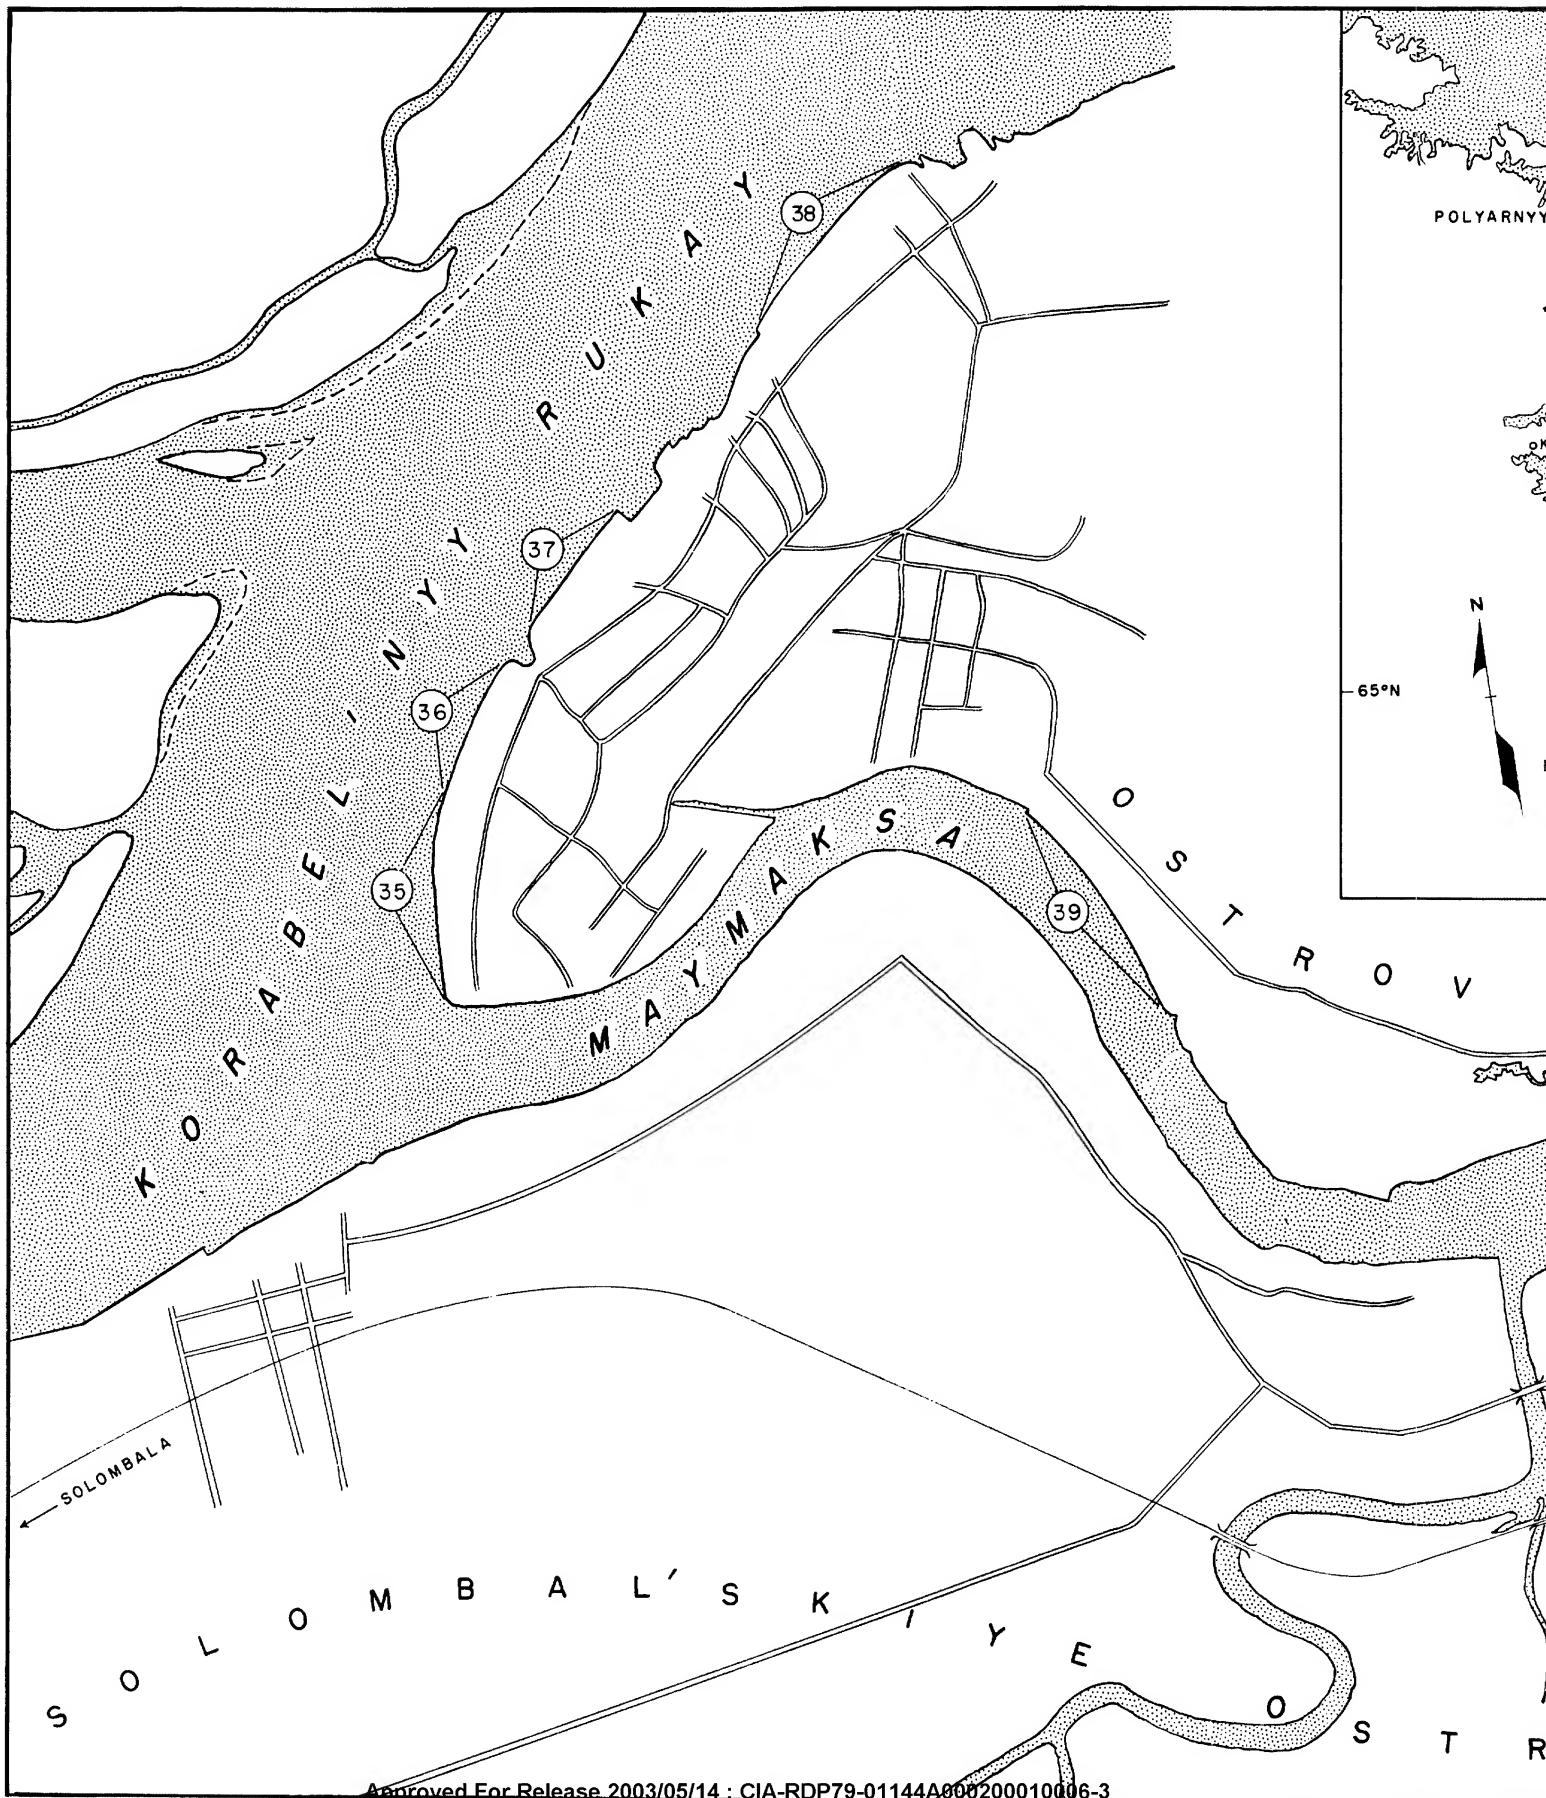 KORABEL'NYY RUKAV
38
37
36
35
39
MAYMAKSA
OSTROV
POLYARNYY
N
65°N
SOLOMBALA
SOLOMBAL'SKIYE OSTR
Approved For Release 2003/05/14 : CIA-RDP79-01144A000200010006-3